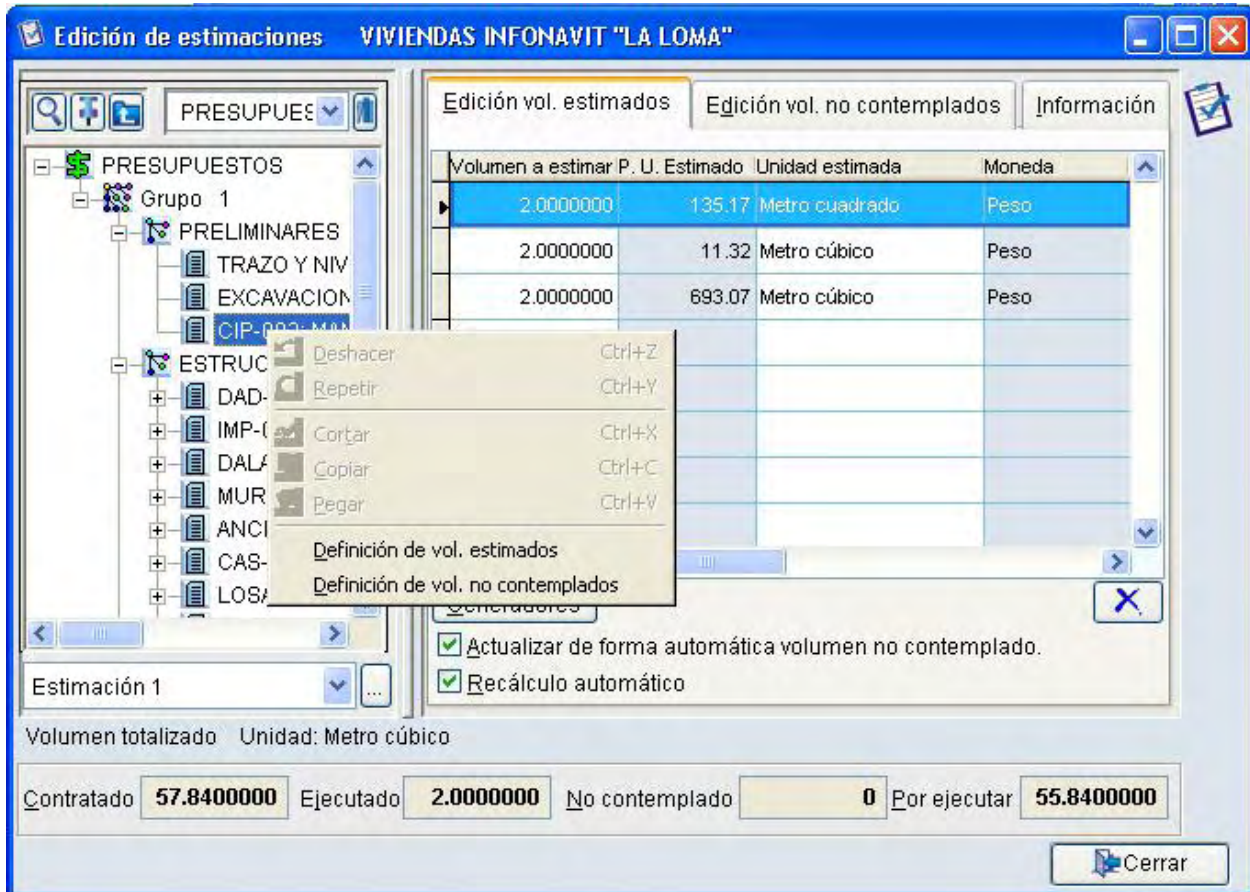 Edición de estimaciones VIVIENDAS INFONAVIT "LA LOMA"
PRESUPUES
PRESUPUESTOS
Grupo 1
PRELIMINARES
TRAZO Y NIV
EXCAVACION
ESTRUC
DAD-
IMP-0
DALA
MUR
ANCI
CAS-
LOSA
Estimación 1
Deshacer Ctrl+Z
Repetir Ctrl+Y
Cortar Ctrl+X
Copiar Ctrl+C
Pegar Ctrl+V
Definición de vol. estimados
Definición de vol. no contemplados
Edición vol. estimados Edición vol. no contemplados Información
Volumen a estimar P. U. Estimado Unidad estimada Moneda
2.0000000 135.17 Metro cuadrado Peso
2.0000000 11.32 Metro cúbico Peso
2.0000000 693.07 Metro cúbico Peso
Generadores
Actualizar de forma automática volumen no contemplado.
Recálculo automático
Volumen totalizado Unidad: Metro cúbico
Contratado 57.8400000 Ejecutado 2.0000000 No contemplado 0 Por ejecutar 55.8400000
Cerrar